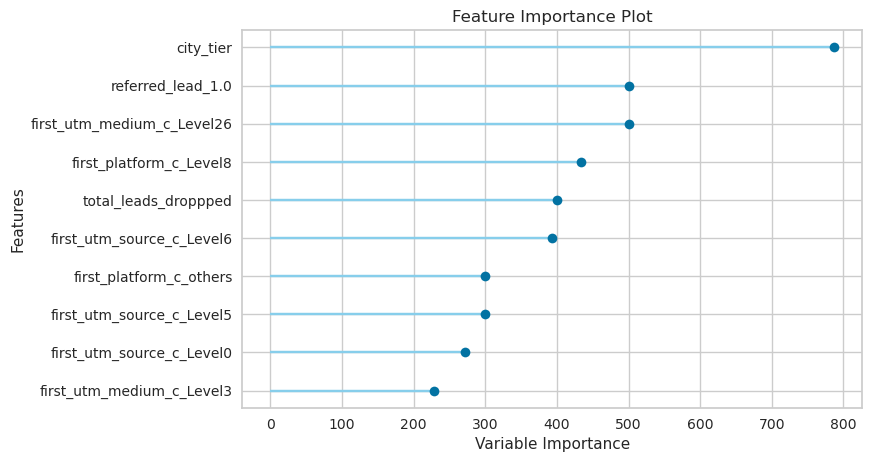 Feature Importance Plot
Features
city_tier
referred_lead_1.0
first_utm_medium_c_Level26
first_platform_c_Level8
total_leads_droppped
first_utm_source_c_Level6
first_platform_c_others
first_utm_source_c_Level5
first_utm_source_c_Level0
first_utm_medium_c_Level3
0 100 200 300 400 500 600 700 800
Variable Importance